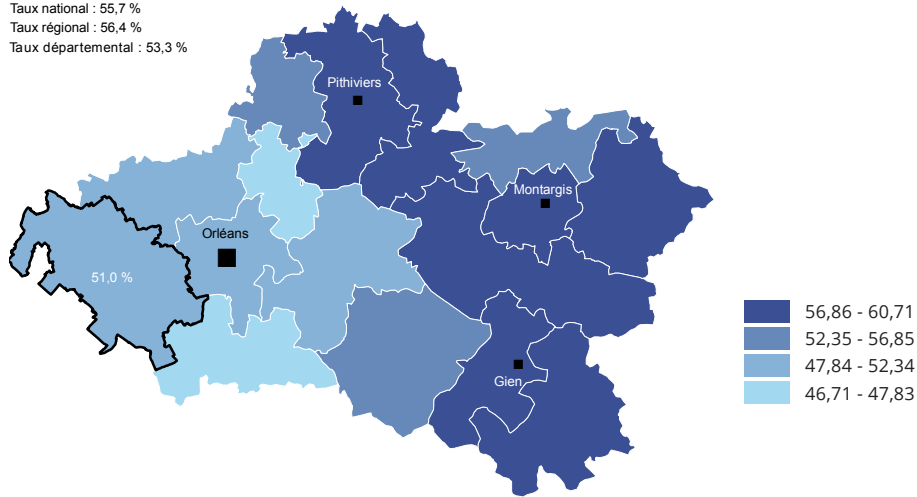 Taux national : 55,7 %
Taux régional : 56,4 %
Taux départemental : 53,3 %
Pithiviers
Montargis
Orléans
51,0 %
Gien
56,86 - 60,71
52,35 - 56,85
47,84 - 52,34
46,71 - 47,83